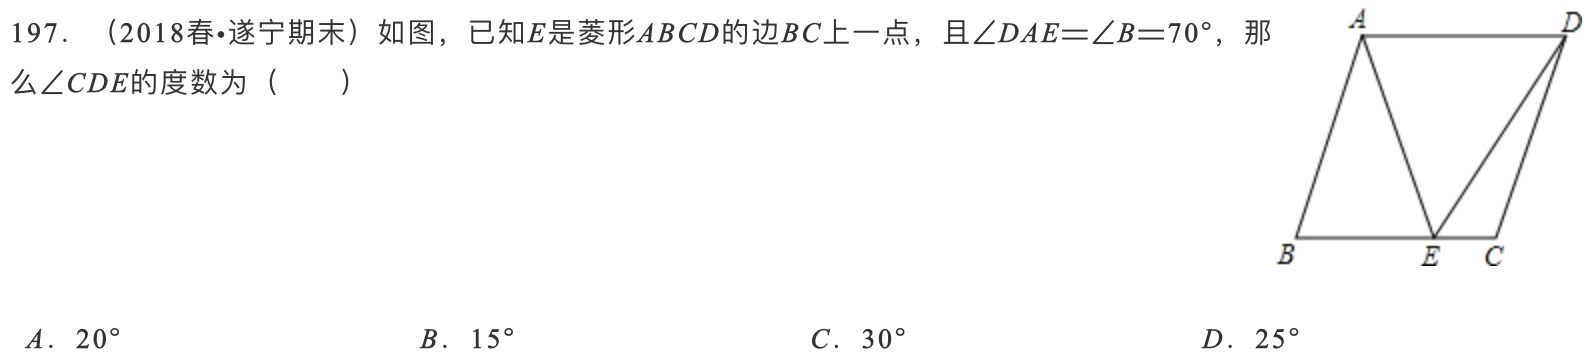 197. （2018春•遂宁期末）如图，已知E是菱形ABCD的边BC上一点，且∠DAE＝∠B＝70°，那
么∠CDE的度数为（　　）
A D
B E C
A. 20° B. 15° C. 30° D. 25°